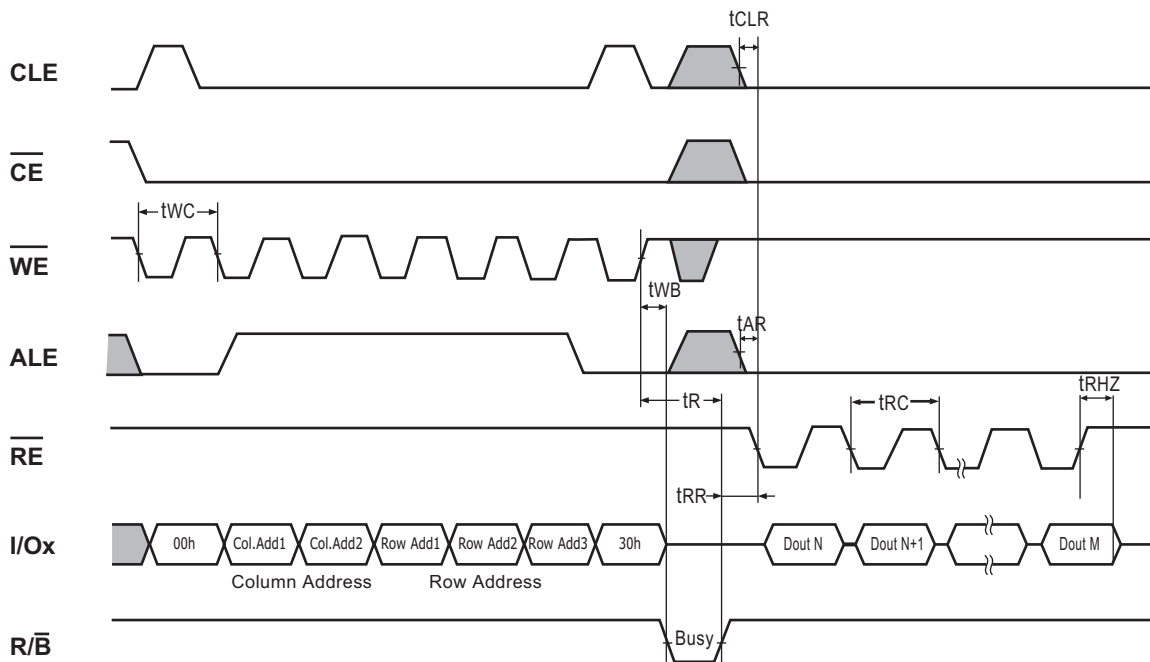 tCLR
CLE
CE
tWC
WE
tWB
tAR
ALE
tR
tRC
tRHZ
RE
tRR
I/Ox
00h
Col.Add1
Col.Add2
Row Add1
Row Add2
Row Add3
30h
Dout N
Dout N+1
Dout M
Column Address
Row Address
R/B
Busy